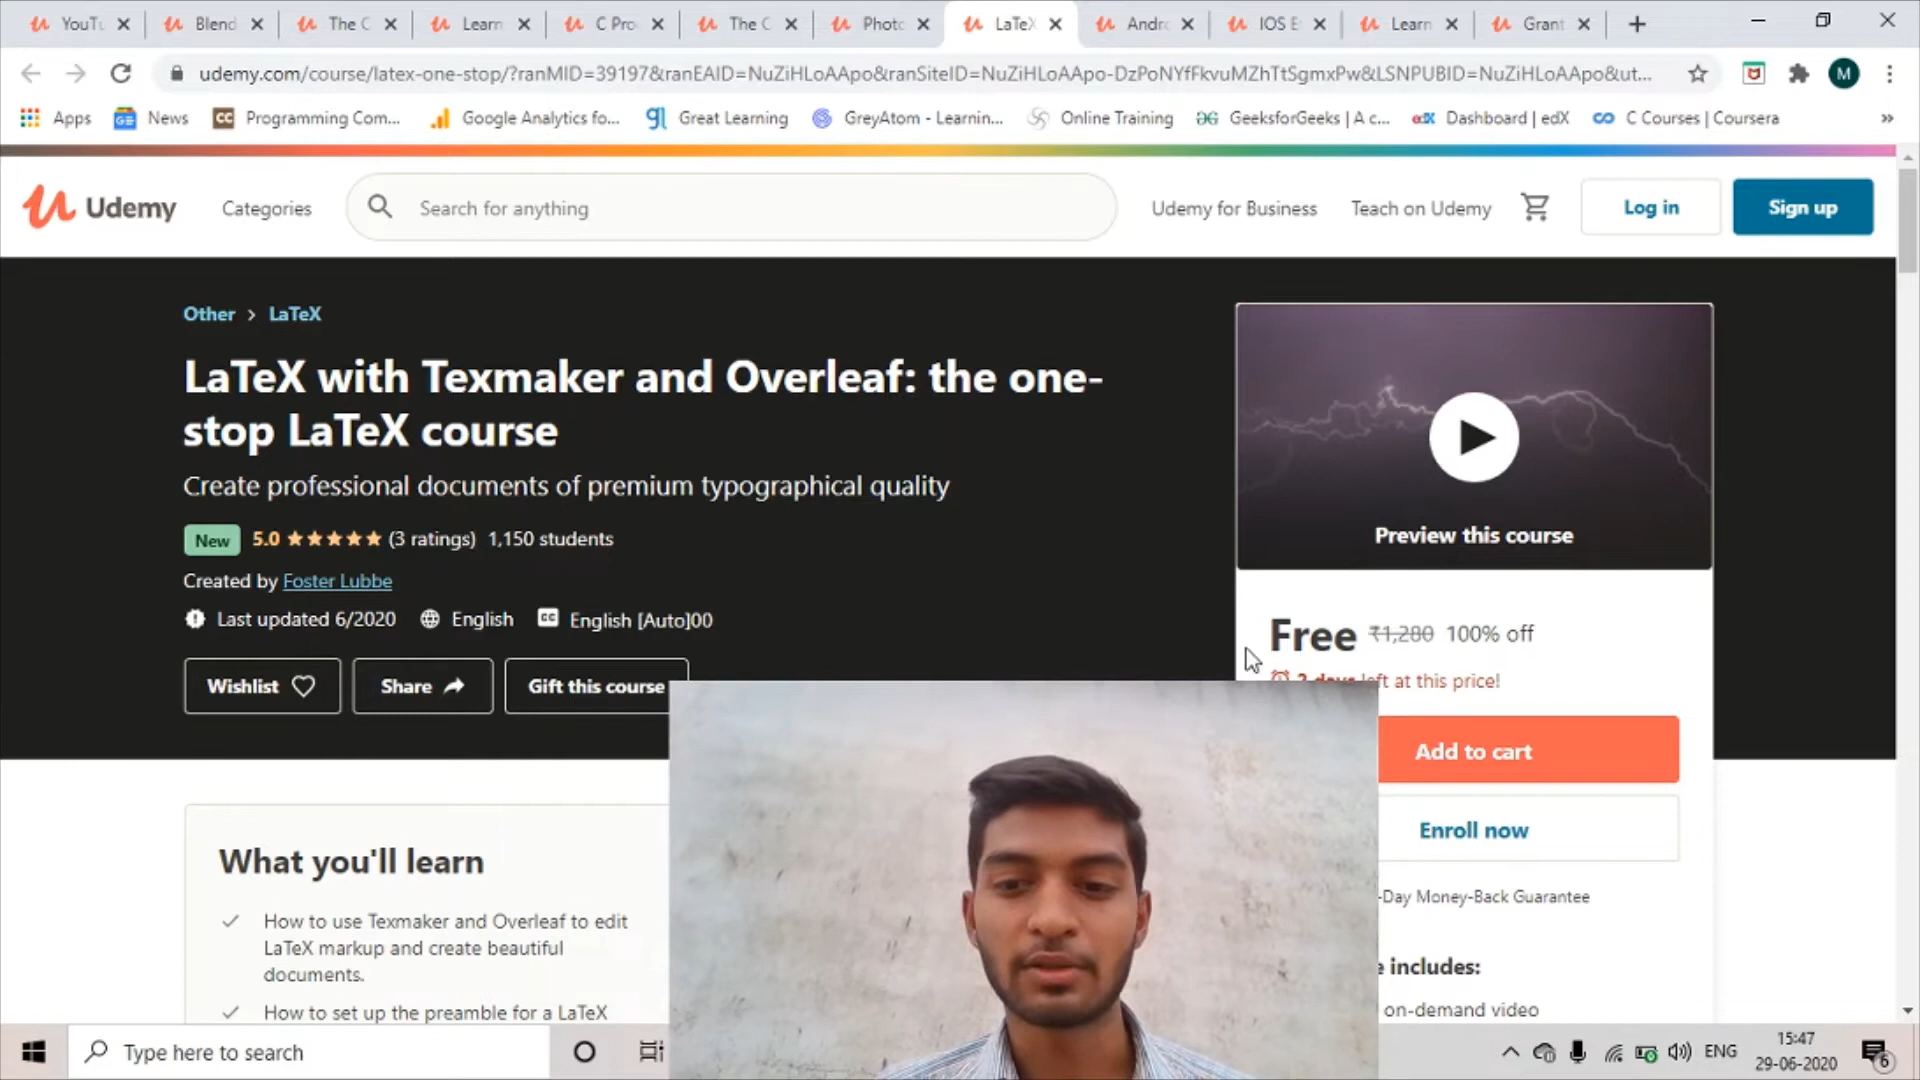 YouTu
Blend
The C
Learn
C Pro
The C
Photo
LaTeX
Andro
IOS E
Learn
Grant
udemy.com/course/latex-one-stop/?ranMID=39197&ranEAID=NuZiHLoAApo&ranSiteID=NuZiHLoAApo-DzPoNYfFkvuMZhTtSgmxPw&LSNPUBID=NuZiHLoAApo&ut...
M
Apps
News
Programming Com...
Google Analytics fo...
Great Learning
GreyAtom - Learnin...
Online Training
GeeksforGeeks | A c...
Dashboard | edX
C Courses | Coursera
Udemy
Categories
Search for anything
Udemy for Business
Teach on Udemy
Log in
Sign up
Other > LaTeX
LaTeX with Texmaker and Overleaf: the one-
stop LaTeX course
Create professional documents of premium typographical quality
New 5.0 (3 ratings) 1,150 students
Created by Foster Lubbe
Last updated 6/2020 English CC English [Auto]00
Wishlist
Share
Gift this course
Preview this course
Free ₹1,280 100% off
2 days left at this price!
Add to cart
Enroll now
-Day Money-Back Guarantee
includes:
on-demand video
What you'll learn
How to use Texmaker and Overleaf to edit
LaTeX markup and create beautiful
documents.
How to set up the preamble for a LaTeX
Type here to search
ENG
15:47
29-06-2020
6